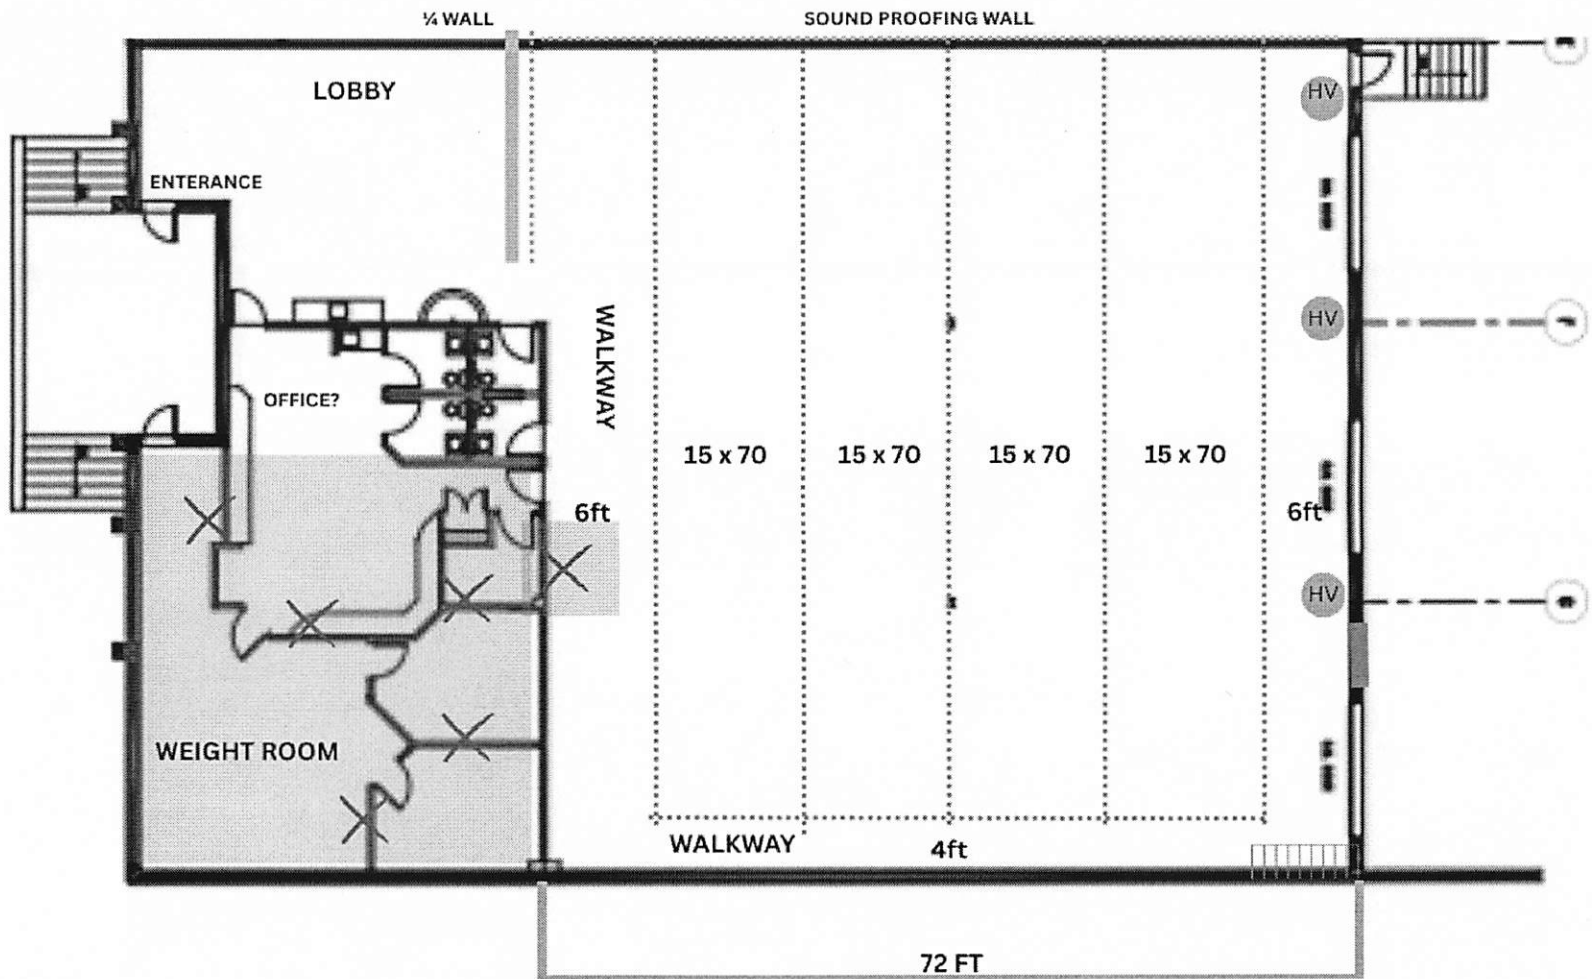 ¼ WALL
SOUND PROOFING WALL
LOBBY
HV
ENTERANCE
HV
WALKWAY
OFFICE?
15 x 70
15 x 70
15 x 70
15 x 70
6ft
6ft
HV
WEIGHT ROOM
WALKWAY
4ft
72 FT